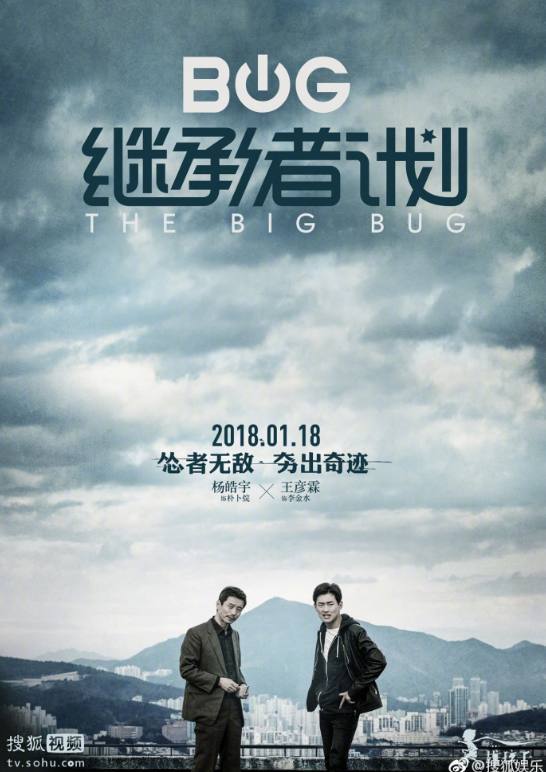 BUG
继承者计划
THE BIG BUG
2018.01.18
怂者无敌·夯出奇迹
杨皓宇 × 王彦霖
饰朴卜烷 饰李金水
搜狐视频
tv.sohu.com
@搜狐娱乐